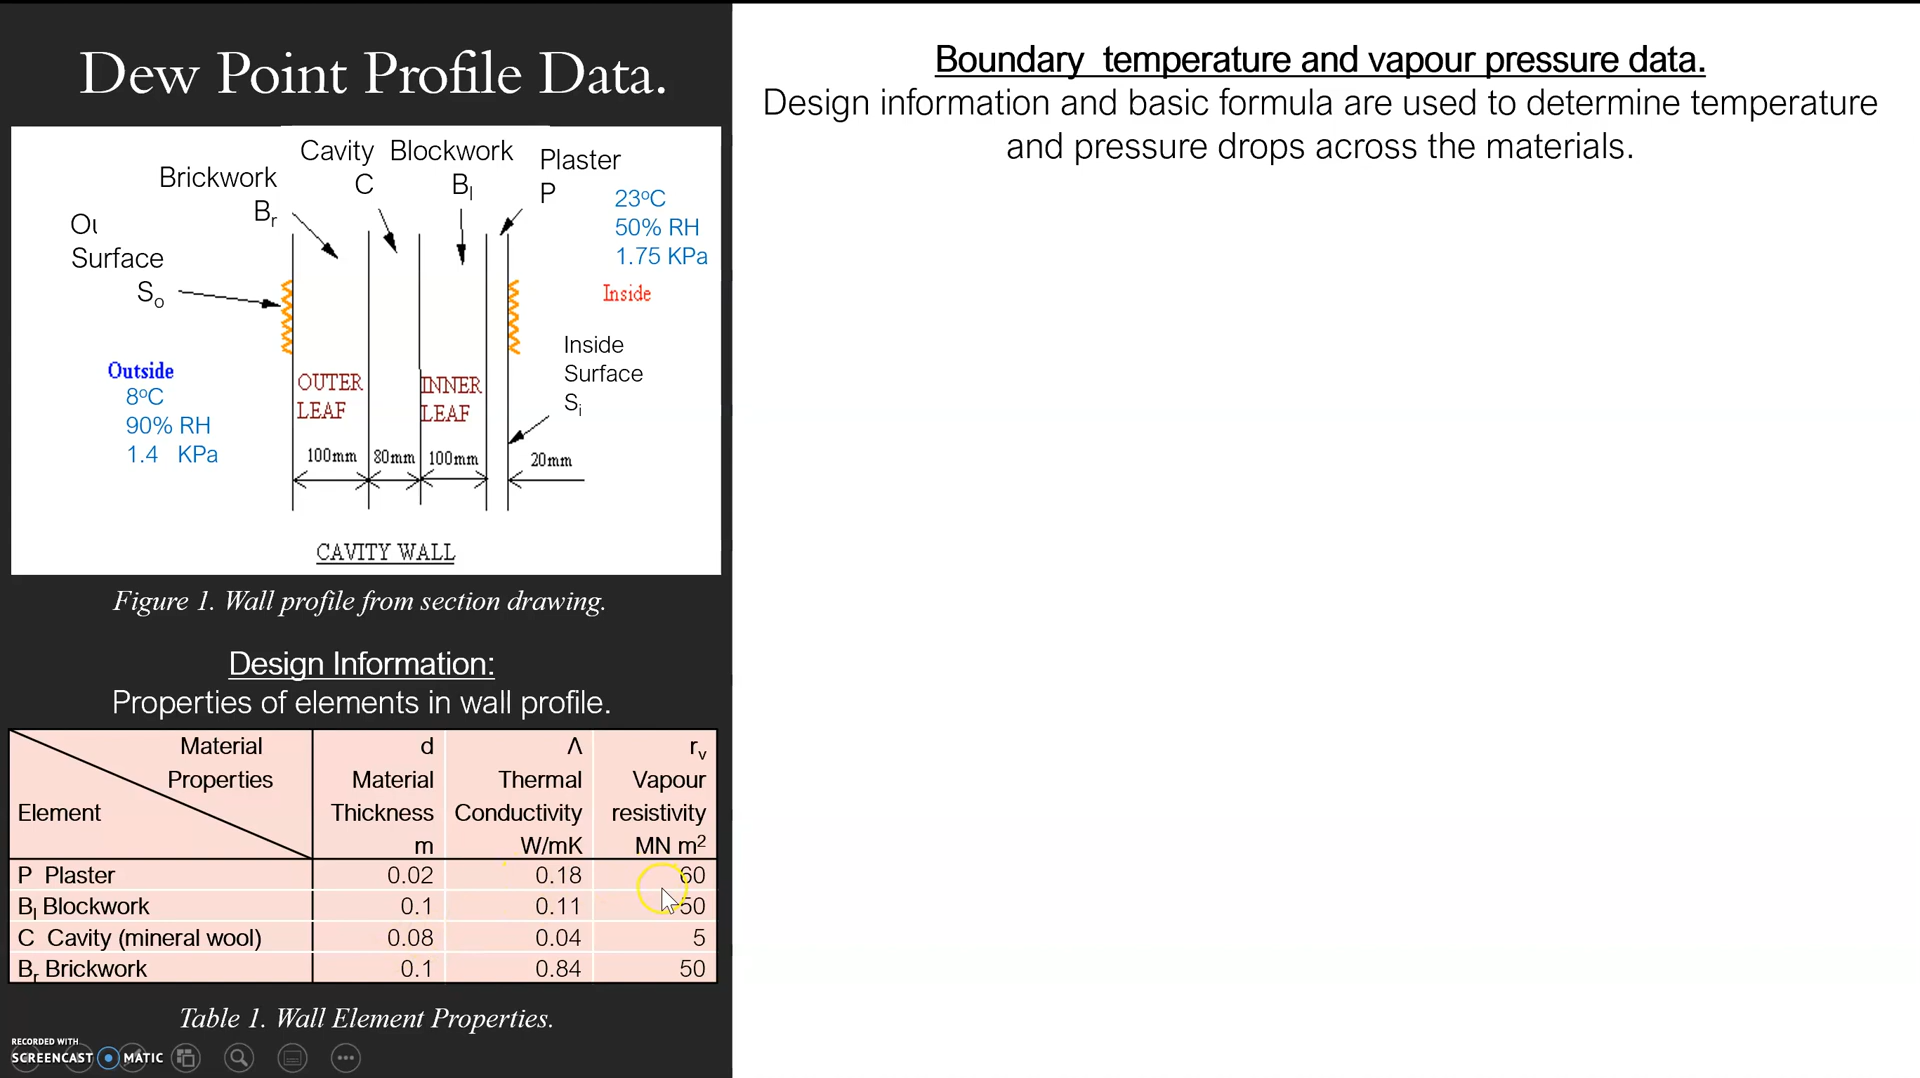 Dew Point Profile Data.
Cavity
C
Blockwork
Bl
Plaster
P
Brickwork
Br
23°C
50% RH
1.75 KPa
Inside
Surface
So
Outside
8°C
90% RH
1.4 KPa
Inside
Surface
Si
OUTER
LEAF
INNER
LEAF
100mm
80mm
100mm
20mm
CAVITY WALL
Figure 1. Wall profile from section drawing.
Design Information:
Properties of elements in wall profile.
Material
Properties
Element
d
Material
Thickness
m
Λ
Thermal
Conductivity
W/mK
rv
Vapour
resistivity
MN m²
P Plaster 0.02 0.18 60
Bl Blockwork 0.1 0.11 50
C Cavity (mineral wool) 0.08 0.04 5
Br Brickwork 0.1 0.84 50
Table 1. Wall Element Properties.
RECORDED WITH
SCREENCAST MATIC
Boundary temperature and vapour pressure data.
Design information and basic formula are used to determine temperature
and pressure drops across the materials.